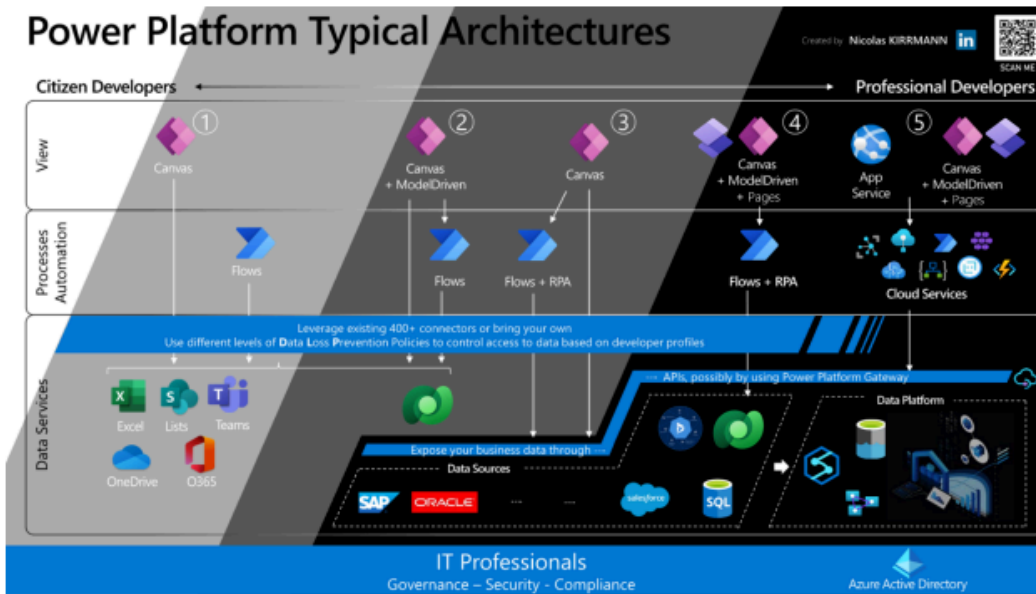 Power Platform Typical Architectures
Created by Nicolas KIRRMANN
in
SCAN ME
Citizen Developers
Professional Developers
View
①
Canvas
②
Canvas
+ ModelDriven
③
Canvas
④
Canvas
+ ModelDriven
+ Pages
App
Service
⑤
Canvas
+ ModelDriven
+ Pages
Processes
Automation
Flows
Flows
Flows + RPA
Flows + RPA
Cloud Services
Leverage existing 400+ connectors or bring your own
Use different levels of Data Loss Prevention Policies to control access to data based on developer profiles
Data Services
Excel
Lists
Teams
OneDrive
O365
Expose your business data through ····
···· APIs, possibly by using Power Platform Gateway
Data Sources
SAP
ORACLE
····
····
salesforce
SQL
Data Platform
IT Professionals
Governance – Security - Compliance
Azure Active Directory